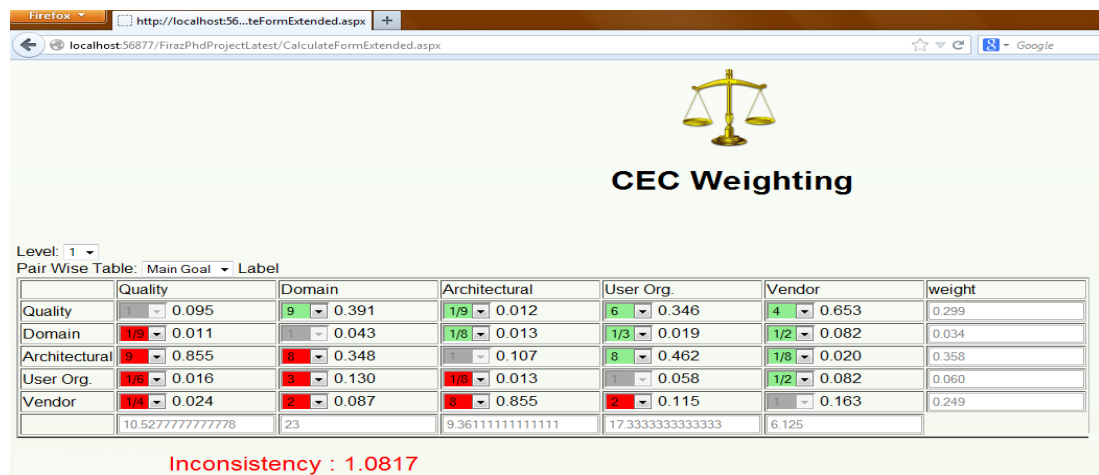 Firefox
http://localhost:56...teFormExtended.aspx +
localhost:56877/FirazPhdProjectLatest/CalculateFormExtended.aspx Google
CEC Weighting
Level: 1
Pair Wise Table: Main Goal Label
Quality Domain Architectural User Org. Vendor weight
Quality 1 0.095 9 0.391 1/9 0.012 6 0.346 4 0.653 0.299
Domain 1/9 0.011 1 0.043 1/8 0.013 1/3 0.019 1/2 0.082 0.034
Architectural 9 0.855 8 0.348 1 0.107 8 0.462 1/8 0.020 0.358
User Org. 1/6 0.016 3 0.130 1/8 0.013 1 0.058 1/2 0.082 0.060
Vendor 1/4 0.024 2 0.087 8 0.855 2 0.115 1 0.163 0.249
10.5277777777778 23 9.36111111111111 17.3333333333333 6.125
Inconsistency : 1.0817